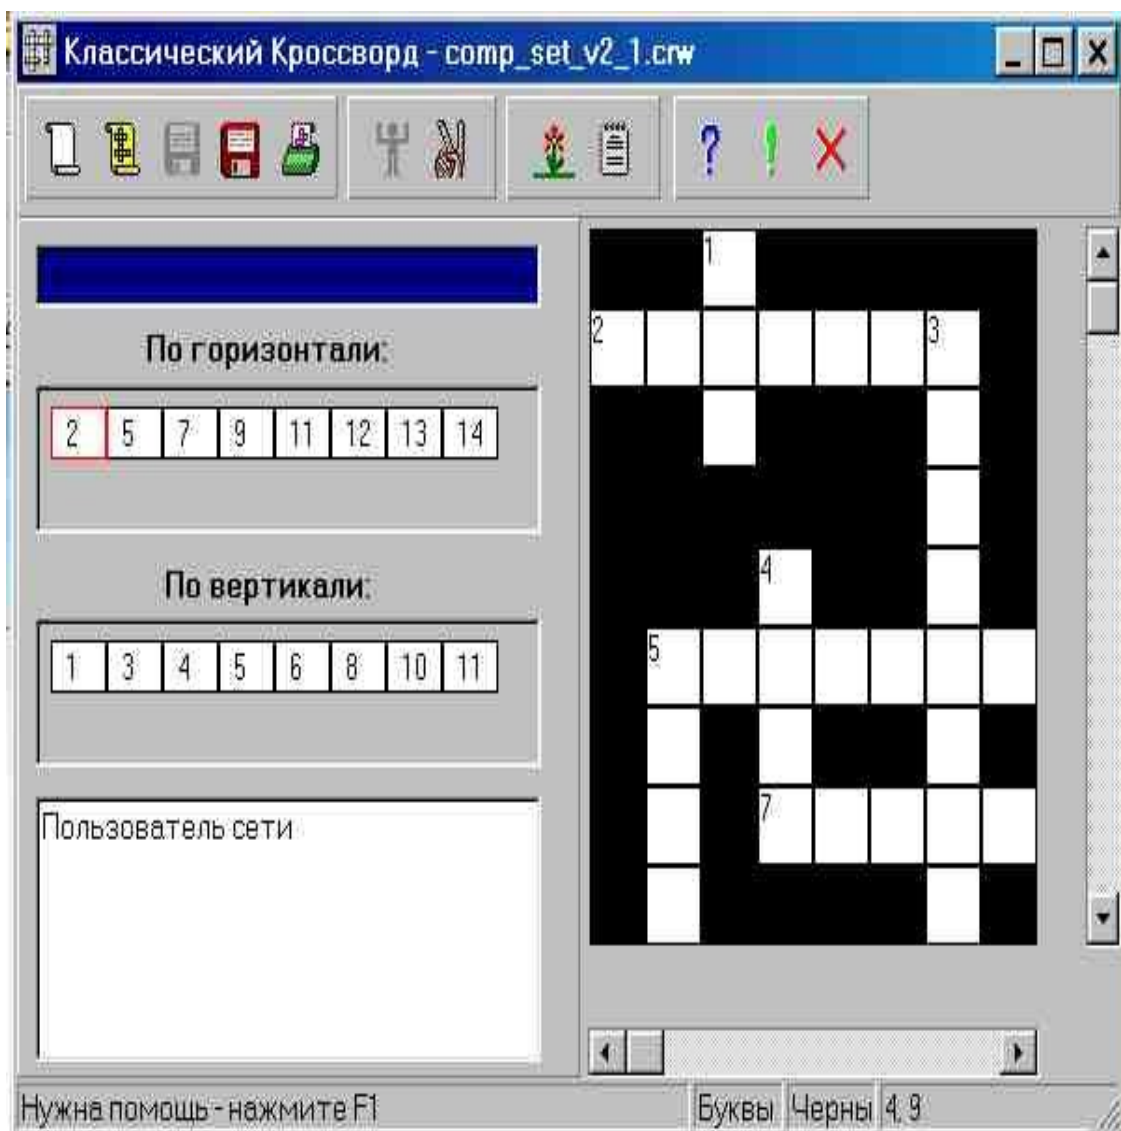 Классический Кроссворд - comp_set_v2_1.crw
По горизонтали:
2 5 7 9 11 12 13 14
По вертикали:
1 3 4 5 6 8 10 11
Пользователь сети
1
2 3
4
5
7
Нужна помощь - нажмите F1 Буквы Черны 4, 9